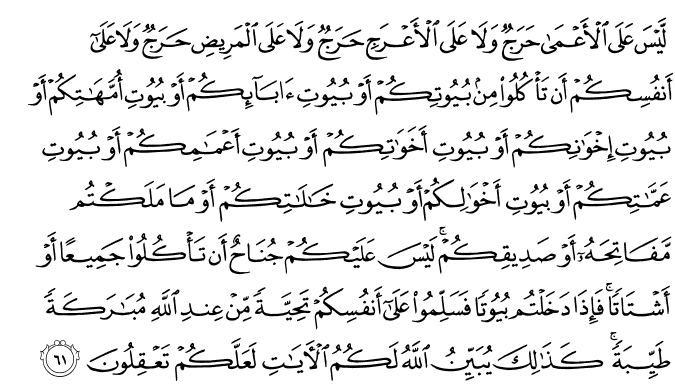 لَّيْسَ عَلَى ٱلْأَعْمَىٰ حَرَجٌ وَلَا عَلَى ٱلْأَعْرَجِ حَرَجٌ وَلَا عَلَى ٱلْمَرِيضِ حَرَجٌ وَلَا عَلَىٰٓ
أَنفُسِكُمْ أَن تَأْكُلُوا۟ مِنۢ بُيُوتِكُمْ أَوْ بُيُوتِ ءَابَآئِكُمْ أَوْ بُيُوتِ أُمَّهَٰتِكُمْ أَوْ
بُيُوتِ إِخْوَٰنِكُمْ أَوْ بُيُوتِ أَخَوَٰتِكُمْ أَوْ بُيُوتِ أَعْمَٰمِكُمْ أَوْ بُيُوتِ
عَمَّٰتِكُمْ أَوْ بُيُوتِ أَخْوَٰلِكُمْ أَوْ بُيُوتِ خَٰلَٰتِكُمْ أَوْ مَا مَلَكْتُم
مَّفَاتِحَهُۥٓ أَوْ صَدِيقِكُمْ ۚ لَيْسَ عَلَيْكُمْ جُنَاحٌ أَن تَأْكُلُوا۟ جَمِيعًا أَوْ
أَشْتَاتًا ۚ فَإِذَا دَخَلْتُم بُيُوتًا فَسَلِّمُوا۟ عَلَىٰٓ أَنفُسِكُمْ تَحِيَّةً مِّنْ عِندِ ٱللَّهِ مُبَٰرَكَةً
طَيِّبَةً ۚ كَذَٰلِكَ يُبَيِّنُ ٱللَّهُ لَكُمُ ٱلْءَايَٰتِ لَعَلَّكُمْ تَعْقِلُونَ ٦١